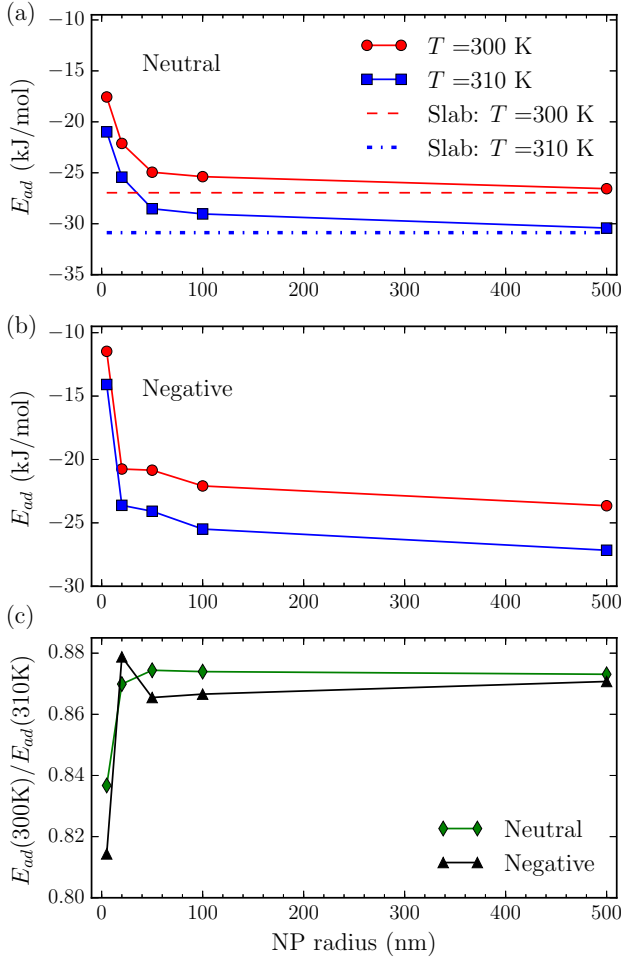 (a)
−10
−15
−20
−25
−30
−35
E_ad (kJ/mol)
Neutral
T =300 K
T =310 K
Slab: T =300 K
Slab: T =310 K
0
100
200
300
400
500
(b)
−10
−15
−20
−25
−30
E_ad (kJ/mol)
Negative
0
100
200
300
400
500
(c)
0.88
0.86
0.84
0.82
0.80
E_ad(300K)/E_ad(310K)
Neutral
Negative
0
100
200
300
400
500
NP radius (nm)